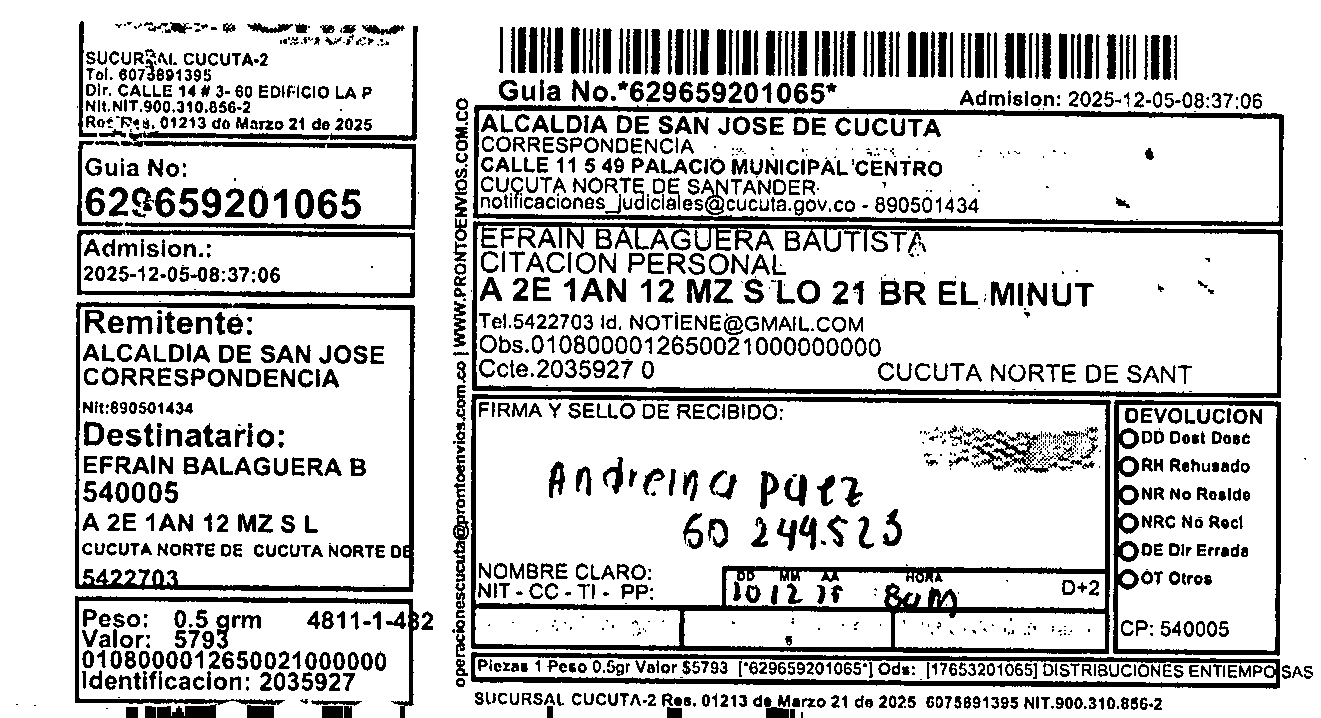 SUCURSAL CUCUTA-2
Tel. 6073891395
Dir. CALLE 14 # 3- 60 EDIFICIO LA P
Nit.NIT.900.310.856-2
Res. 01213 de Marzo 21 de 2025
Guia No:
629659201065
Admision.:
2025-12-05-08:37:06
Remitente:
ALCALDIA DE SAN JOSE
CORRESPONDENCIA
Nit:890501434
Destinatario:
EFRAIN BALAGUERA B
540005
A 2E 1AN 12 MZ S L
CUCUTA NORTE DE CUCUTA NORTE DE
5422703
Peso: 0.5 grm 4811-1-482
Valor: 5793
010800001265002100000
Identificacion: 2035927
operacionescucuta@prontoenvios.com.co | WWW.PRONTOENVIOS.COM.CO
Guia No.*629659201065*
Admision: 2025-12-05-08:37:06
ALCALDIA DE SAN JOSE DE CUCUTA
CORRESPONDENCIA
CALLE 11 5 49 PALACIO MUNICIPAL CENTRO
CUCUTA NORTE DE SANTANDER
notificaciones_judiciales@cucuta.gov.co - 890501434
EFRAIN BALAGUERA BAUTISTA
CITACION PERSONAL
A 2E 1AN 12 MZ S LO 21 BR EL MINUT
Tel.5422703 Id. NOTIENE@GMAIL.COM
Obs.010800001265002100000000
Ccte.2035927 0
CUCUTA NORTE DE SANT
FIRMA Y SELLO DE RECIBIDO:
Andreina Paez
60 244.523
NOMBRE CLARO:
NIT - CC - TI - PP:
DD MM AA HORA
10 12 25 8am
D+2
DEVOLUCION
DD Dest Desc
RH Rehusado
NR No Reside
NRC No Recl
DE Dir Errada
OT Otros
CP: 540005
Piezas 1 Peso 0.5gr Valor $5793 [*629659201065*] Ods: [17653201065] DISTRIBUCIONES ENTIEMPO SAS
SUCURSAL CUCUTA-2 Res. 01213 de Marzo 21 de 2025 6075891395 NIT.900.310.856-2